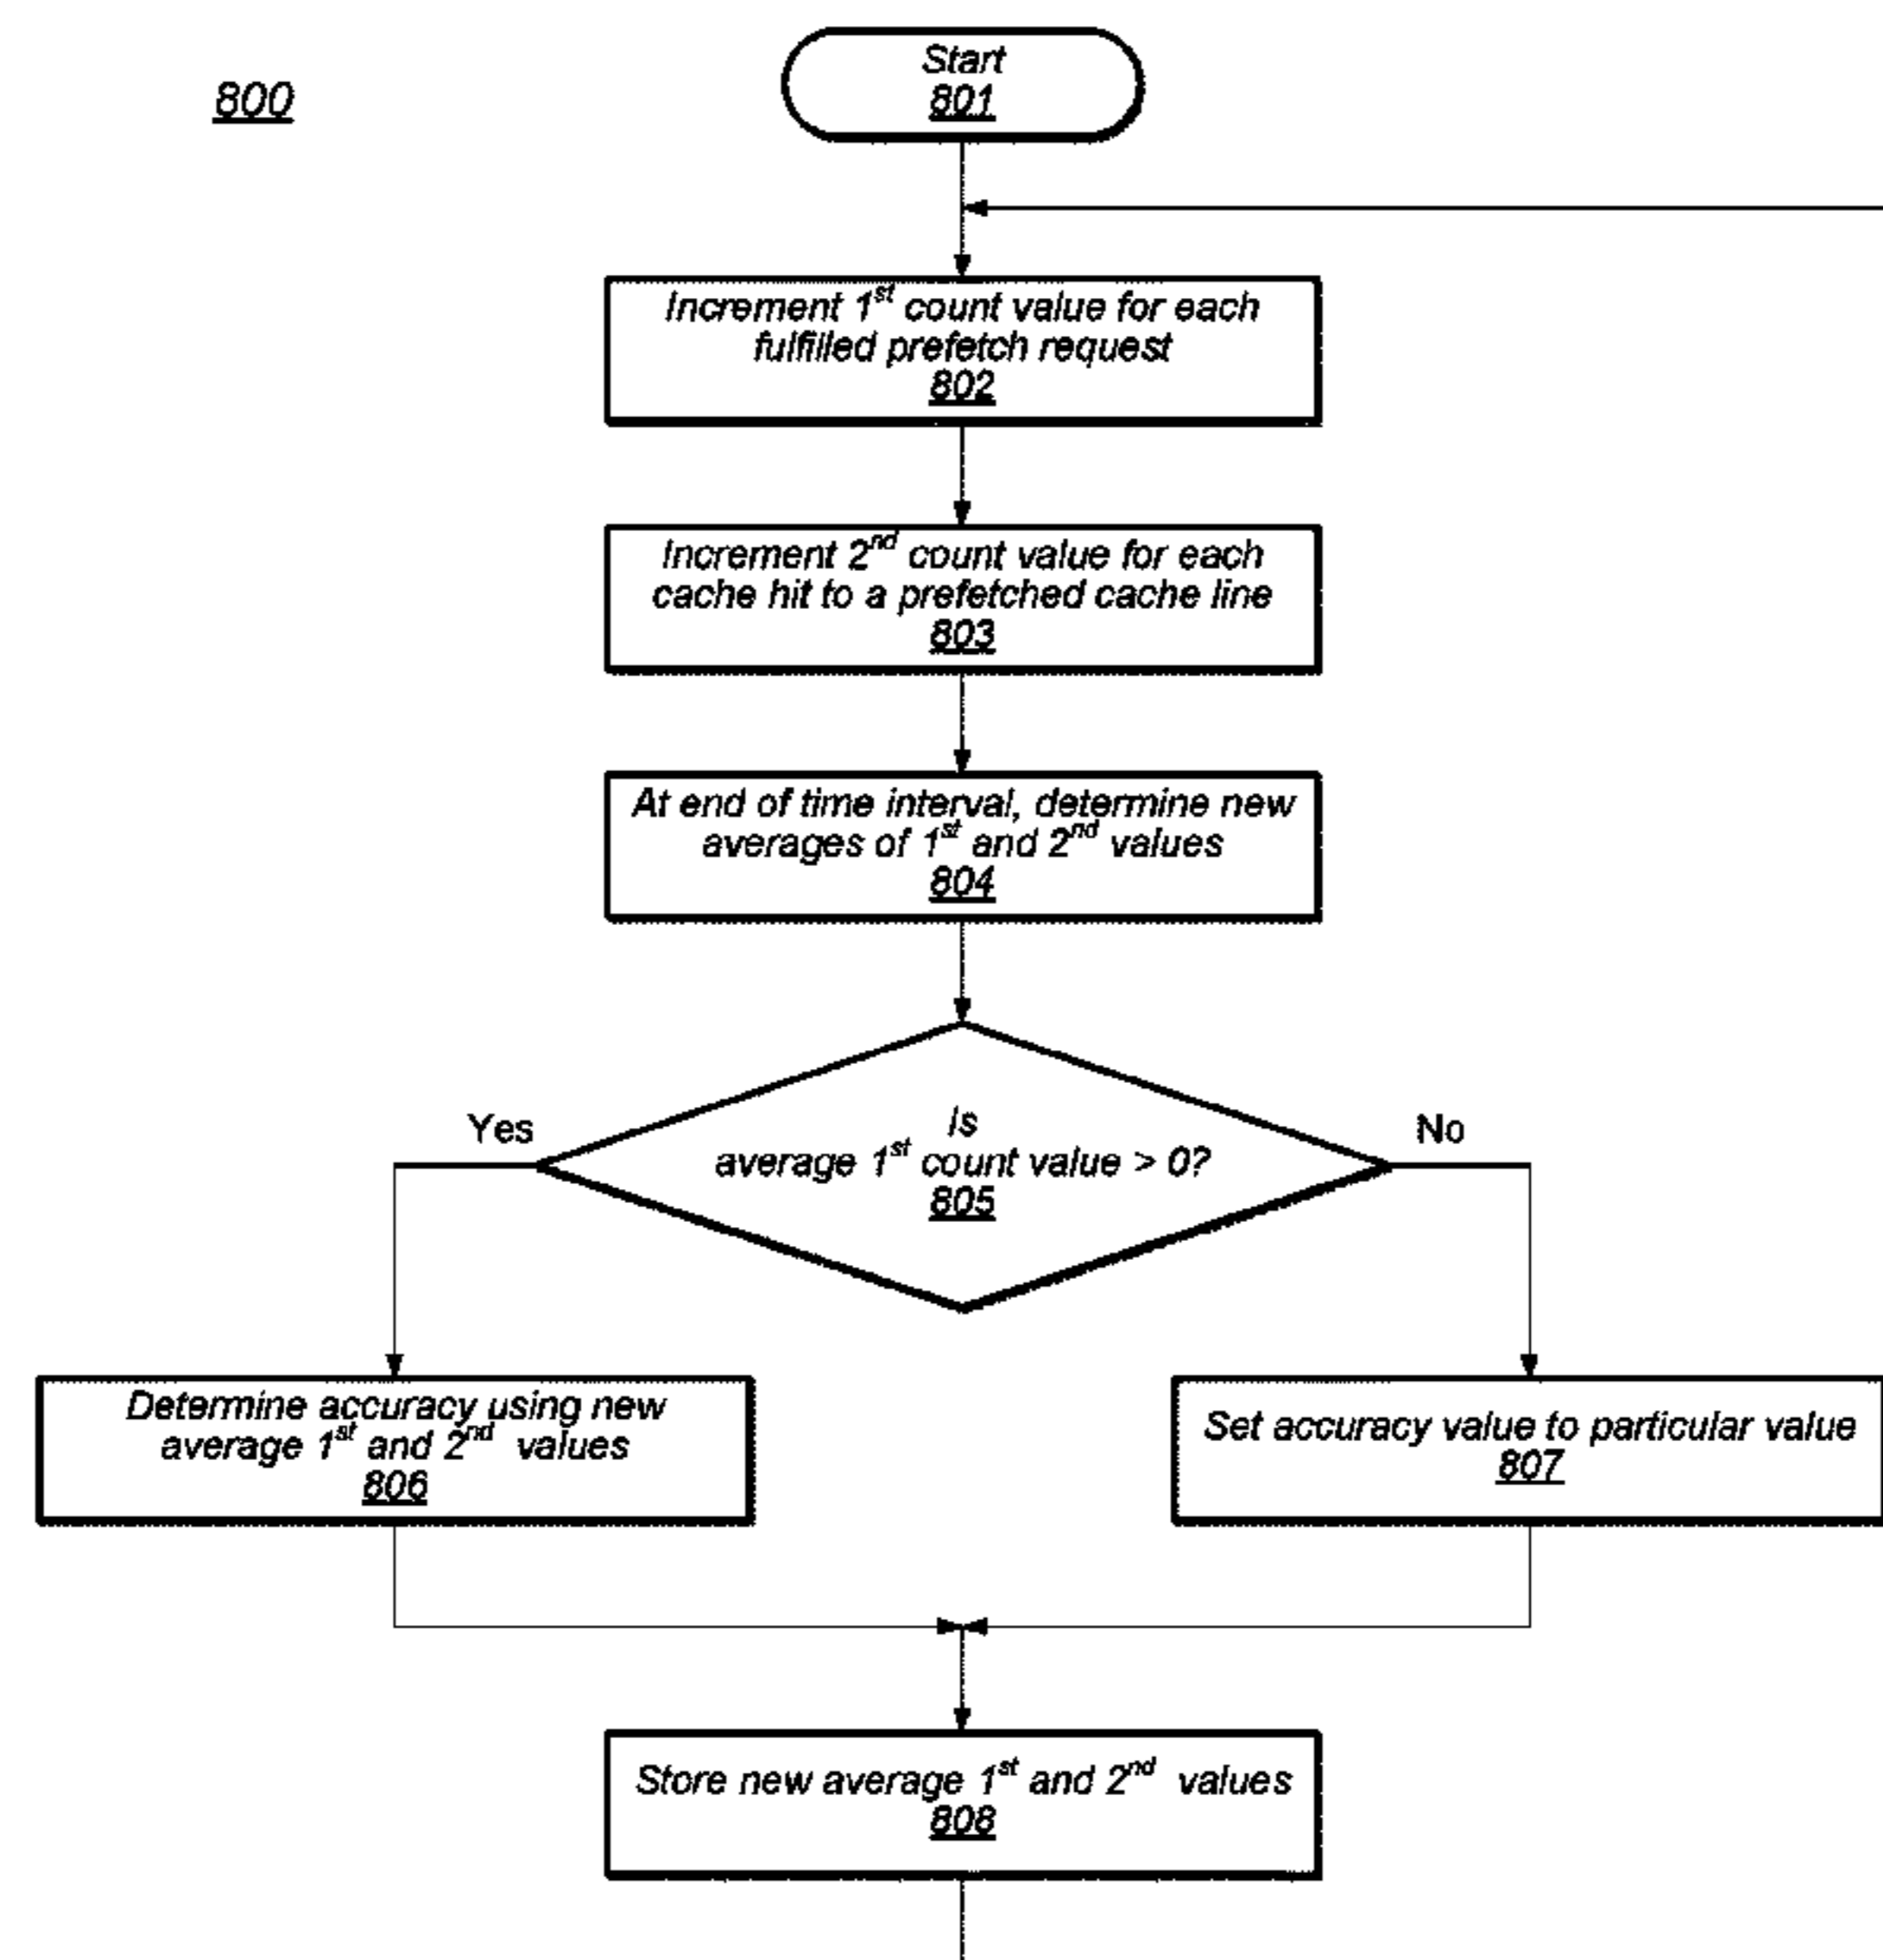 800
Start
801
Increment 1st count value for each
fulfilled prefetch request
802
Increment 2nd count value for each
cache hit to a prefetched cache line
803
At end of time interval, determine new
averages of 1st and 2nd values
804
Is
average 1st count value > 0?
805
Yes
No
Determine accuracy using new
average 1st and 2nd values
806
Set accuracy value to particular value
807
Store new average 1st and 2nd values
808